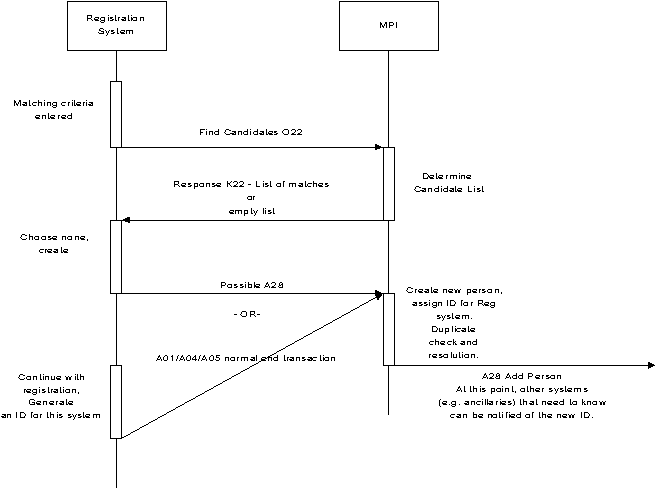 Registration
System
MPI
Matching criteria
entered
Find Candidates Q22
Determine
Candidate List
Response K22 - List of matches
or
empty list
Choose none,
create
Possible A28
Create new person,
assign ID for Reg
system.
Duplicate
check and
resolution.
- OR-
A01/A04/A05 normal end transaction
Continue with
registration,
Generate
an ID for this system
A28 Add Person
At this point, other systems
(e.g. ancillaries) that need to know
can be notified of the new ID.